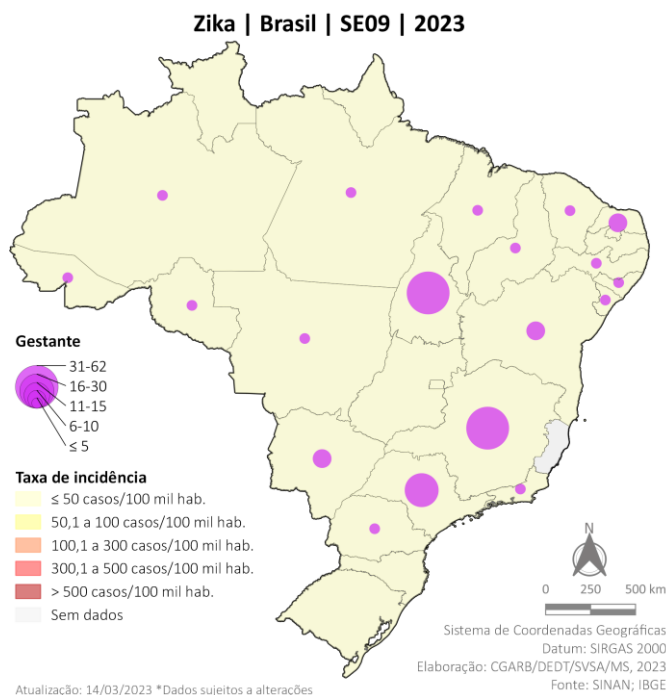 Zika | Brasil | SE09 | 2023
Gestante
31-62
16-30
11-15
6-10
≤ 5
Taxa de incidência
≤ 50 casos/100 mil hab.
50,1 a 100 casos/100 mil hab.
100,1 a 300 casos/100 mil hab.
300,1 a 500 casos/100 mil hab.
> 500 casos/100 mil hab.
Sem dados
N
0 250 500 km
Sistema de Coordenadas Geográficas
Datum: SIRGAS 2000
Elaboração: CGARB/DEDT/SVSA/MS, 2023
Fonte: SINAN; IBGE
Atualização: 14/03/2023 *Dados sujeitos a alterações